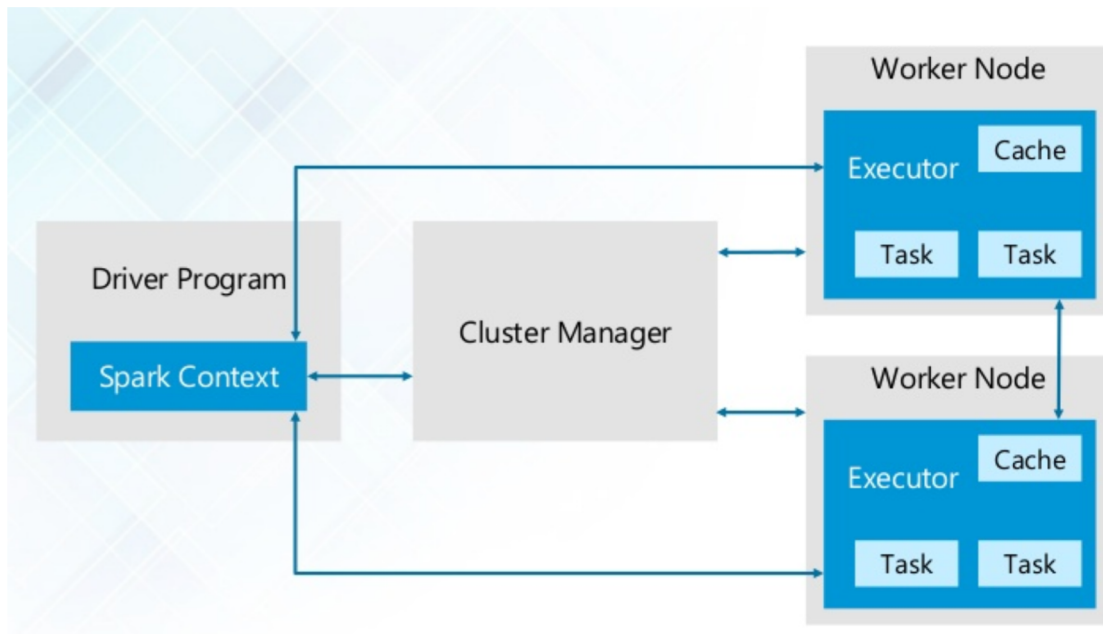 Driver Program
Spark Context
Cluster Manager
Worker Node
Executor
Cache
Task
Task
Worker Node
Executor
Cache
Task
Task